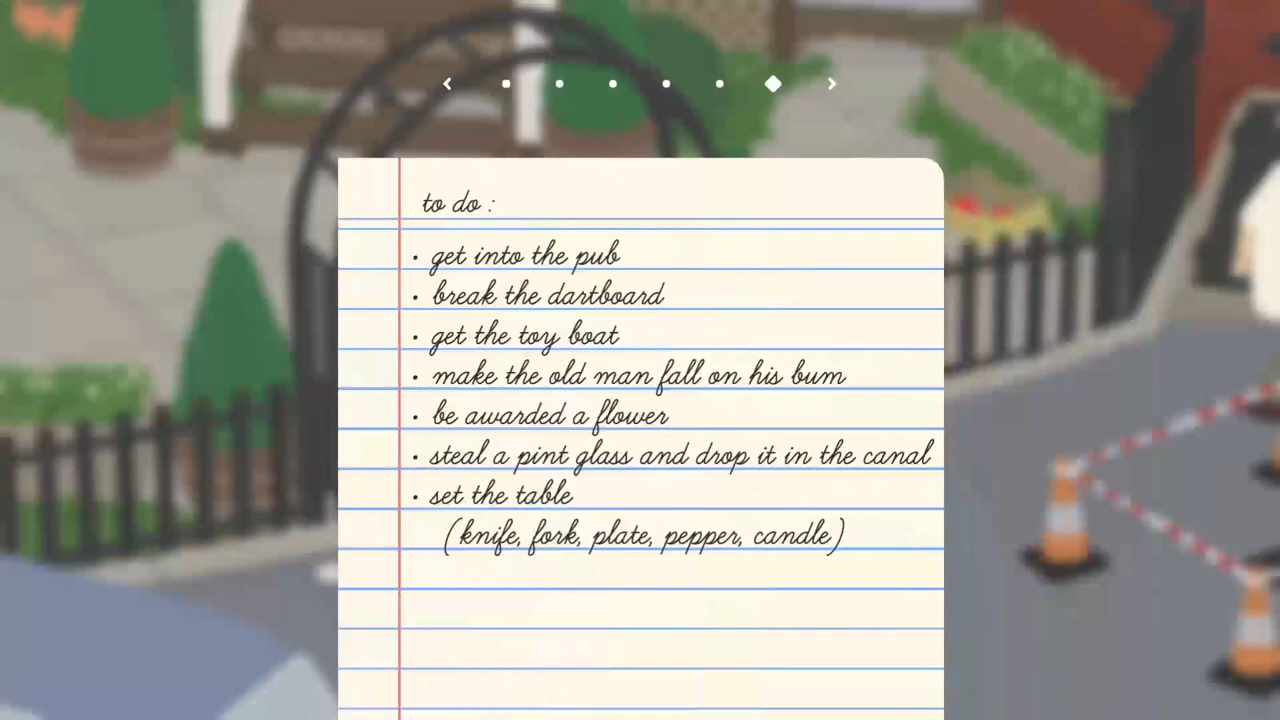 to do :
• get into the pub
• break the dartboard
• get the toy boat
• make the old man fall on his bum
• be awarded a flower
• steal a pint glass and drop it in the canal
• set the table
(knife, fork, plate, pepper, candle)